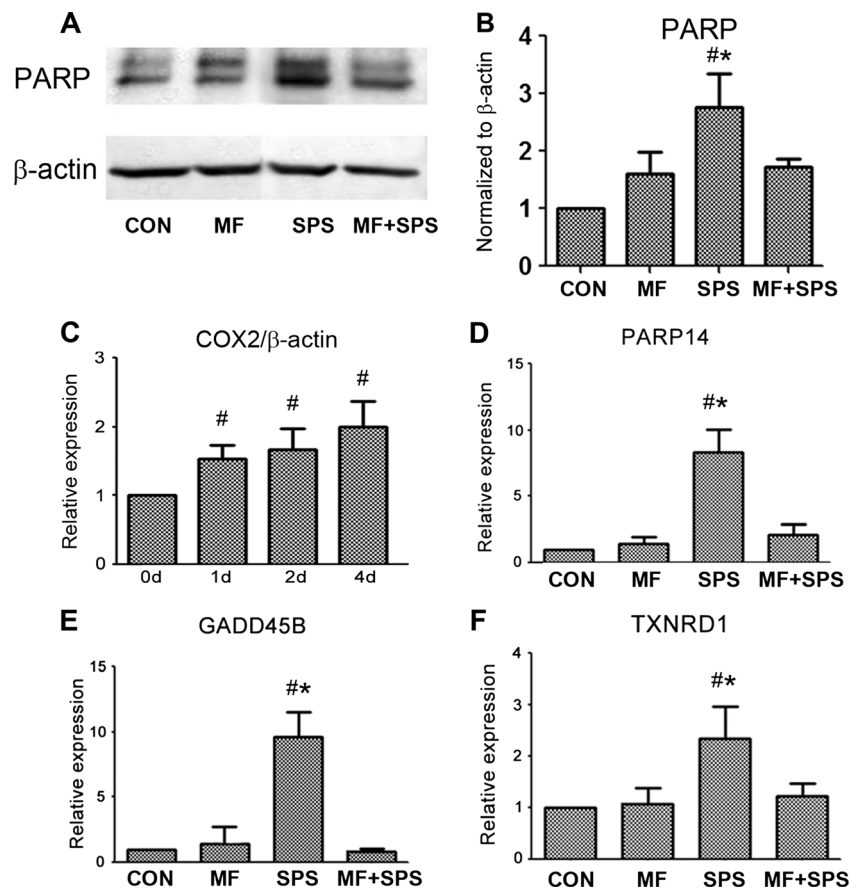 A
PARP
β-actin
CON MF SPS MF+SPS
B
PARP
Normalized to β-actin
4
3
2
1
0
#*
CON MF SPS MF+SPS
C
COX2/β-actin
Relative expression
3
2
1
0
# # #
0d 1d 2d 4d
D
PARP14
Relative expression
15
10
5
0
#*
CON MF SPS MF+SPS
E
GADD45B
Relative expression
15
10
5
0
#*
CON MF SPS MF+SPS
F
TXNRD1
Relative expression
4
3
2
1
0
#*
CON MF SPS MF+SPS